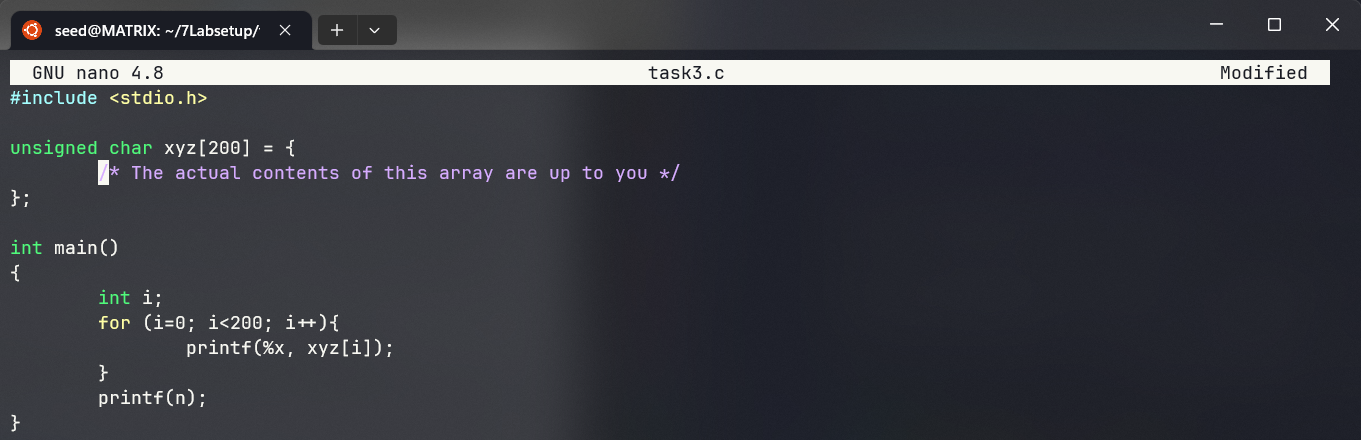 seed@MATRIX: ~/7Labsetup/
GNU nano 4.8 task3.c Modified
#include <stdio.h>
unsigned char xyz[200] = {
/* The actual contents of this array are up to you */
};
int main()
{
int i;
for (i=0; i<200; i++){
printf(%x, xyz[i]);
}
printf(n);
}